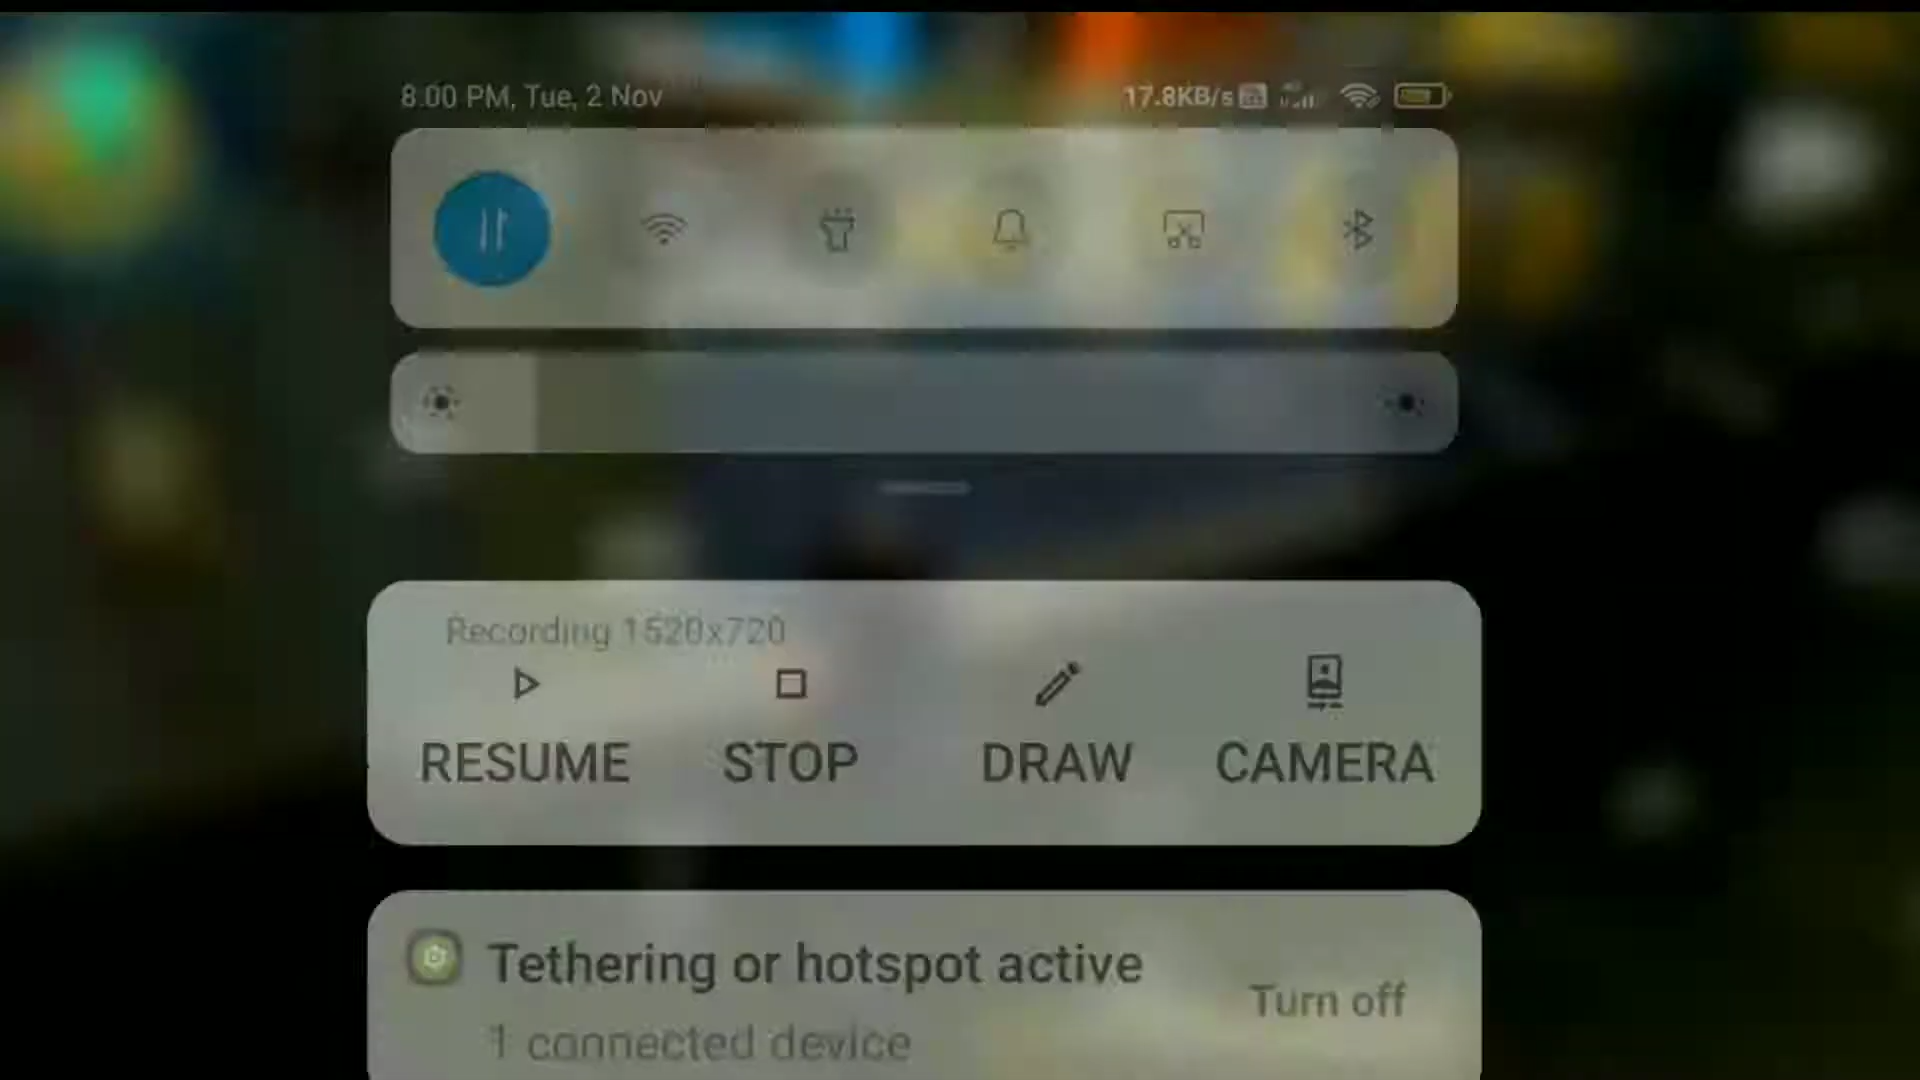 8:00 PM, Tue, 2 Nov
17.8KB/s
Recording 1520x720
RESUME STOP DRAW CAMERA
Tethering or hotspot active
Turn off
1 connected device